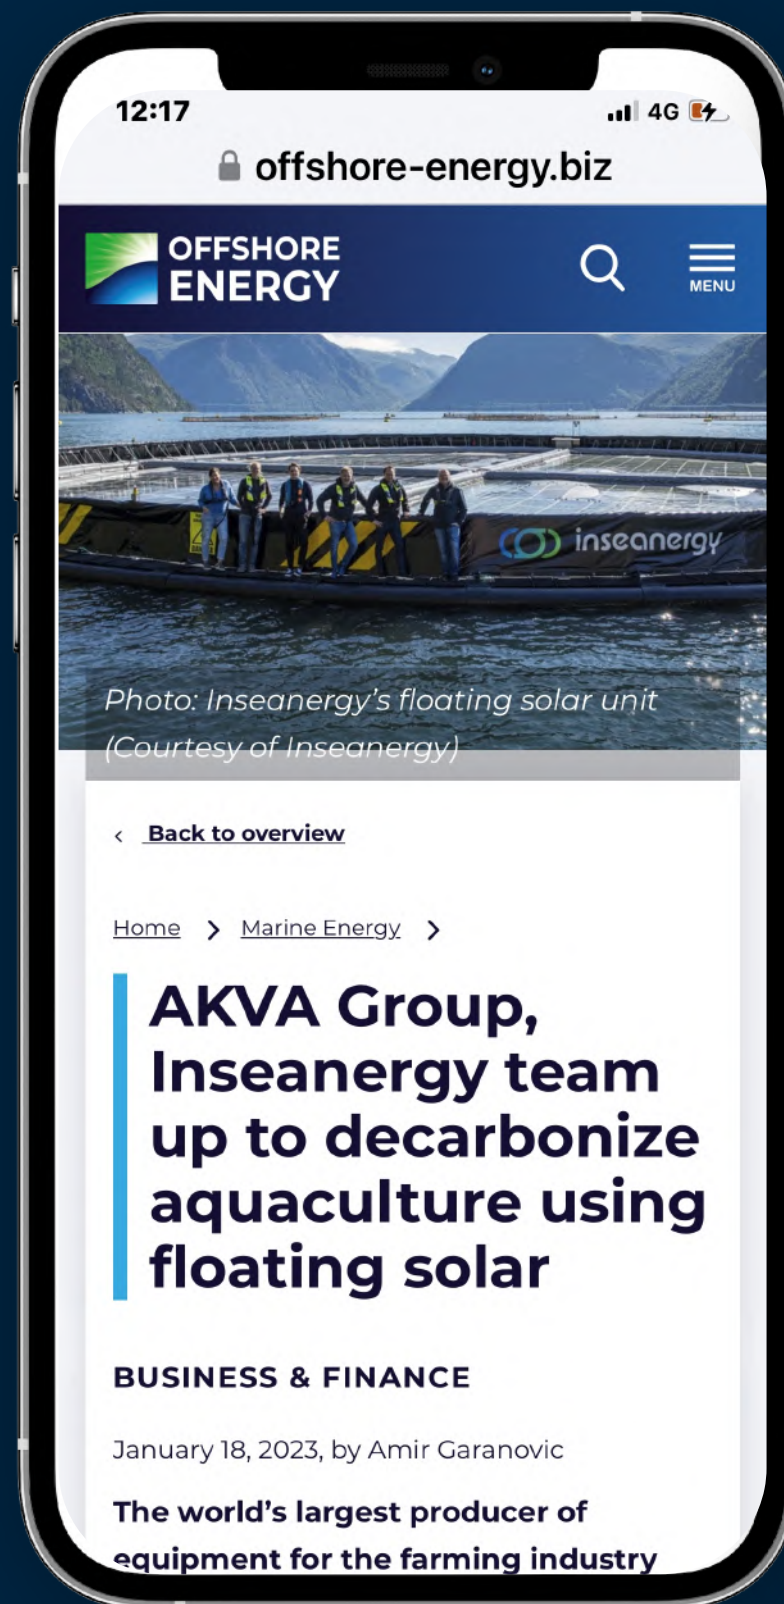 12:17
4G
offshore-energy.biz
OFFSHORE
ENERGY
MENU
inseanergy
Photo: Inseanergy's floating solar unit
(Courtesy of Inseanergy)
‹ Back to overview
Home > Marine Energy >
AKVA Group,
Inseanergy team
up to decarbonize
aquaculture using
floating solar
BUSINESS & FINANCE
January 18, 2023, by Amir Garanovic
The world's largest producer of
equipment for the farming industry